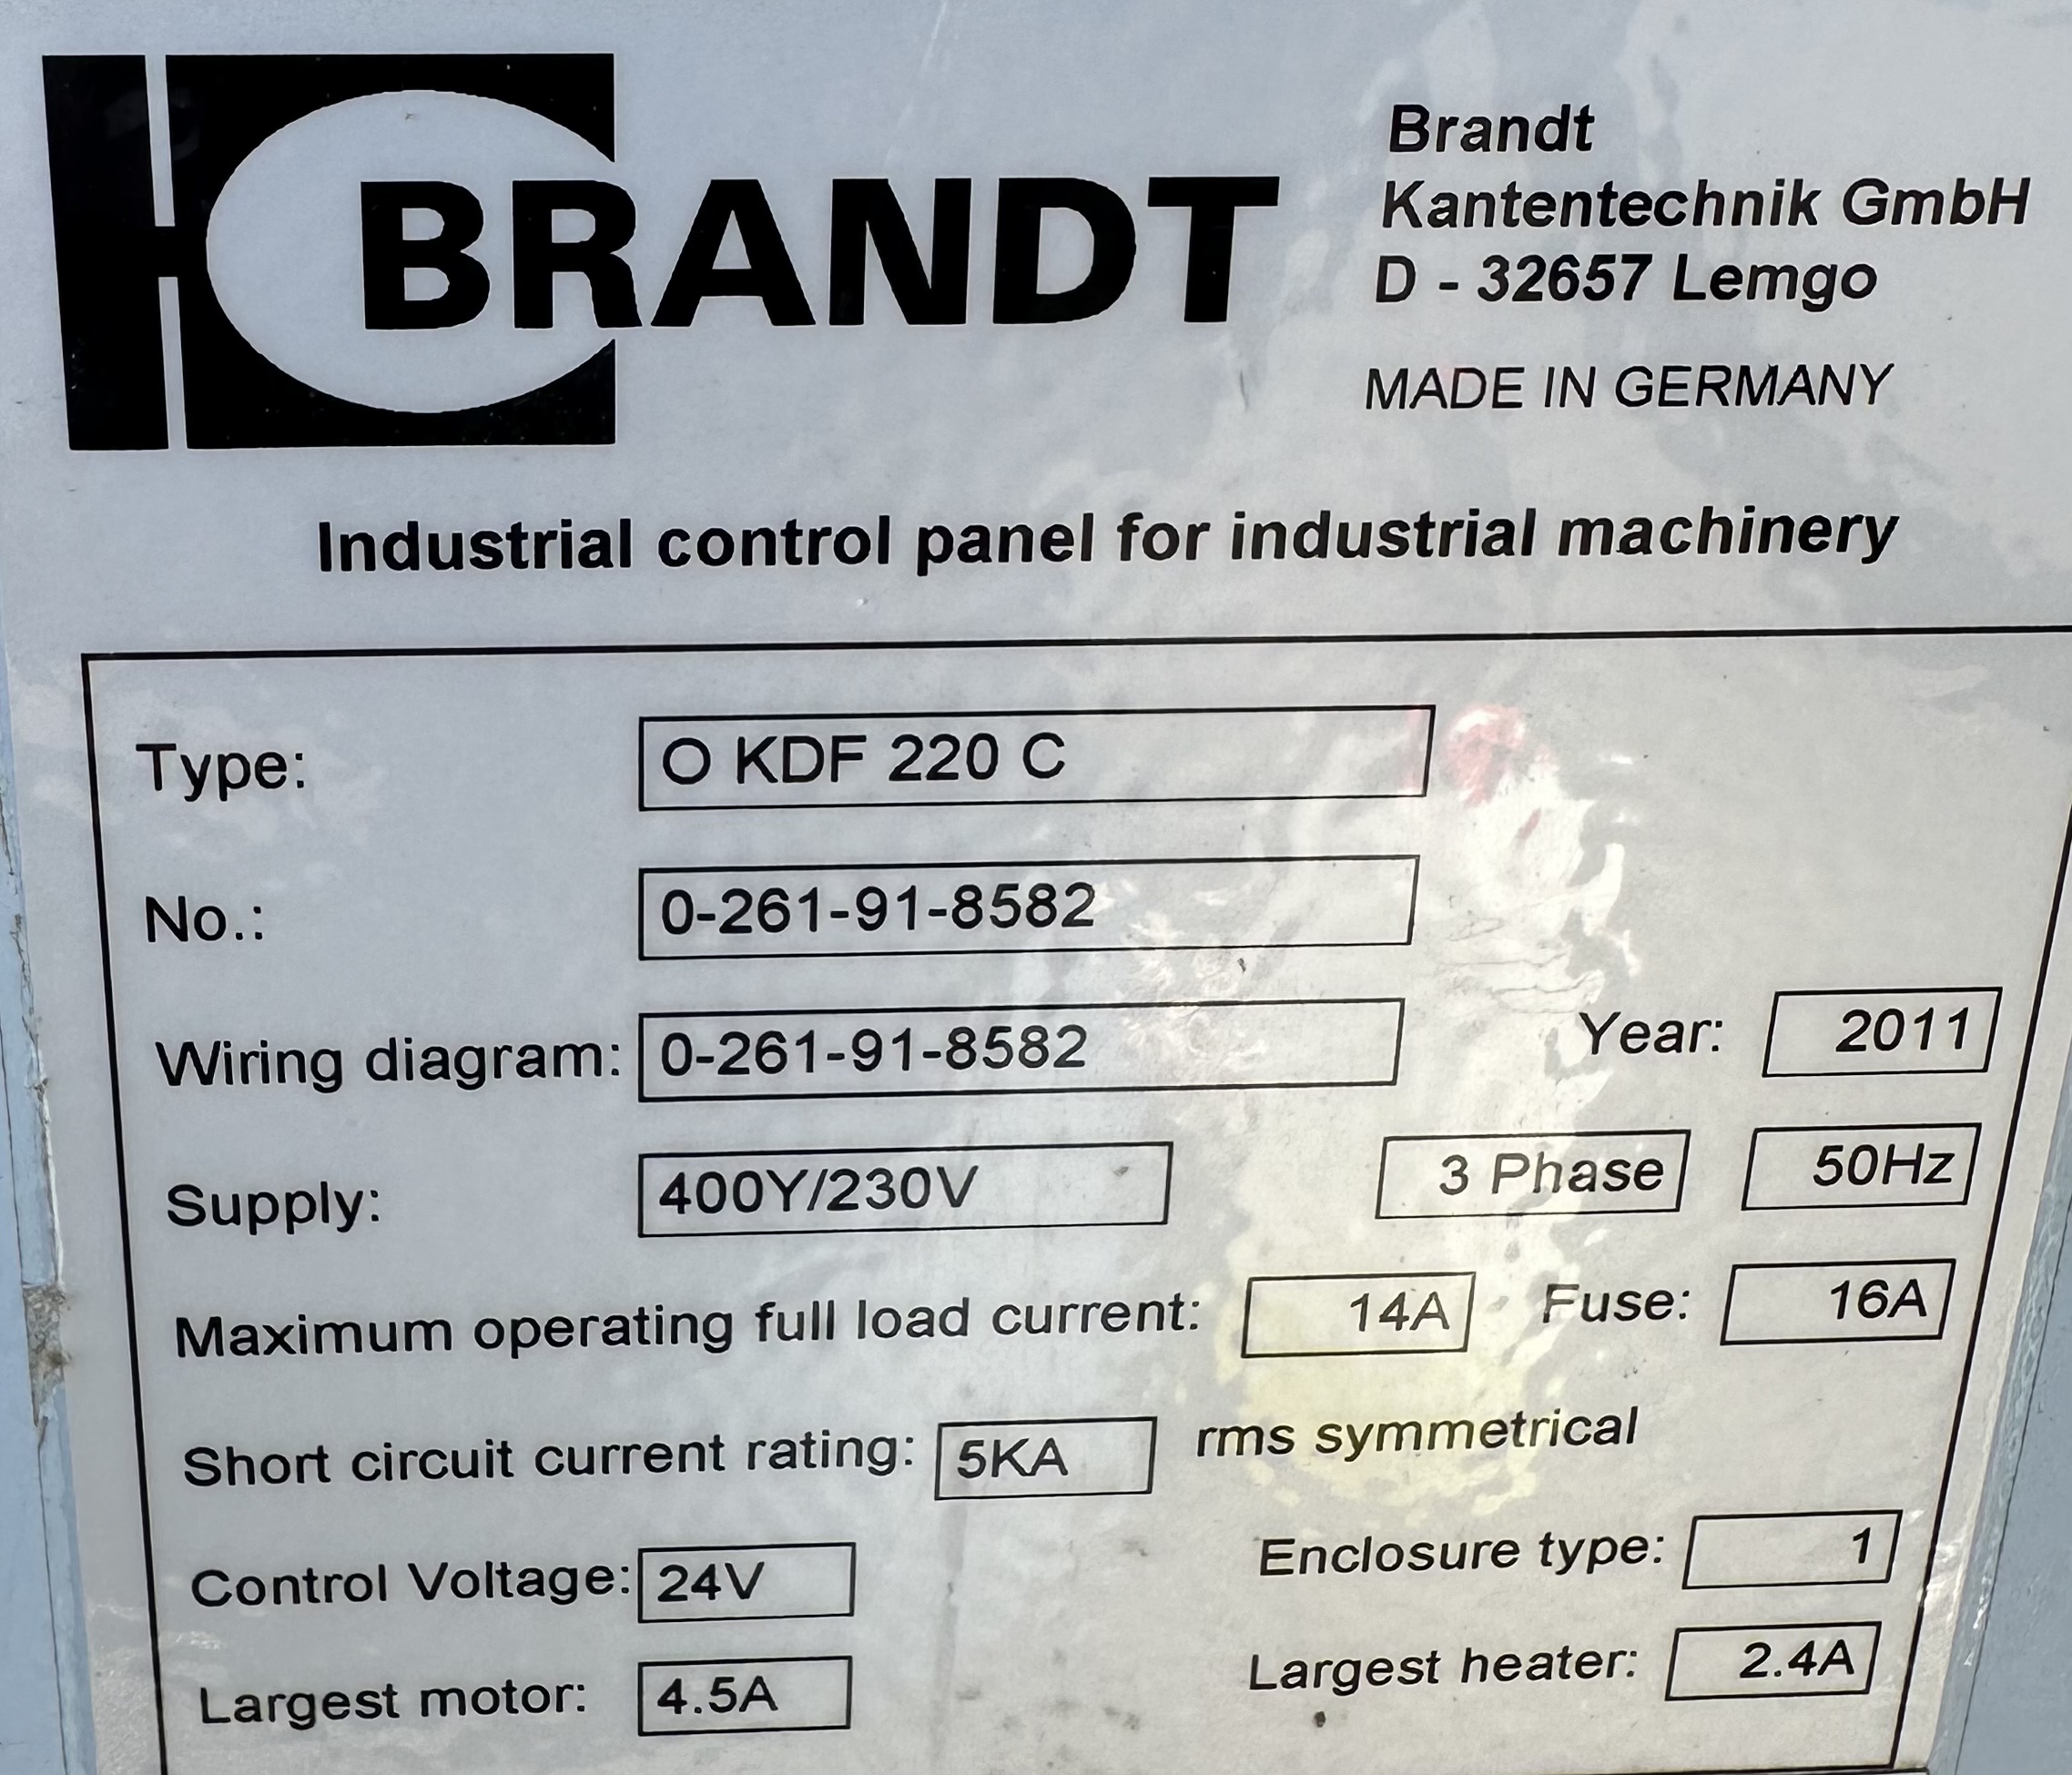 BRANDT
Brandt
Kantentechnik GmbH
D - 32657 Lemgo
MADE IN GERMANY
Industrial control panel for industrial machinery
Type: O KDF 220 C
No.: 0-261-91-8582
Wiring diagram: 0-261-91-8582 Year: 2011
Supply: 400Y/230V 3 Phase 50Hz
Maximum operating full load current: 14A Fuse: 16A
Short circuit current rating: 5KA rms symmetrical
Control Voltage: 24V Enclosure type: 1
Largest motor: 4.5A Largest heater: 2.4A